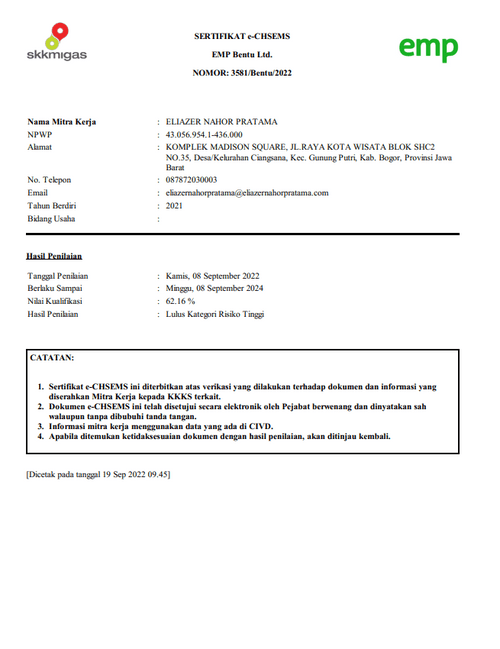 skkmigas
SERTIFIKAT e-CHSEMS
EMP Bentu Ltd.
NOMOR: 3581/Bentu/2022
emp
Nama Mitra Kerja : ELIAZER NAHOR PRATAMA
NPWP : 43.056.954.1-436.000
Alamat : KOMPLEK MADISON SQUARE, JL.RAYA KOTA WISATA BLOK SHC2
NO.35, Desa/Kelurahan Ciangsana, Kec. Gunung Putri, Kab. Bogor, Provinsi Jawa
Barat
No. Telepon : 087872030003
Email : eliazernahorpratama@eliazernahorpratama.com
Tahun Berdiri : 2021
Bidang Usaha :
Hasil Penilaian
Tanggal Penilaian : Kamis, 08 September 2022
Berlaku Sampai : Minggu, 08 September 2024
Nilai Kualifikasi : 62.16 %
Hasil Penilaian : Lulus Kategori Risiko Tinggi
CATATAN:
1. Sertifikat e-CHSEMS ini diterbitkan atas verifikasi yang dilakukan terhadap dokumen dan informasi yang
diserahkan Mitra Kerja kepada KKKS terkait.
2. Dokumen e-CHSEMS ini telah disetujui secara elektronik oleh Pejabat berwenang dan dinyatakan sah
walaupun tanpa dibubuhi tanda tangan.
3. Informasi mitra kerja menggunakan data yang ada di CIVD.
4. Apabila ditemukan ketidaksesuaian dokumen dengan hasil penilaian, akan ditinjau kembali.
[Dicetak pada tanggal 19 Sep 2022 09.45]